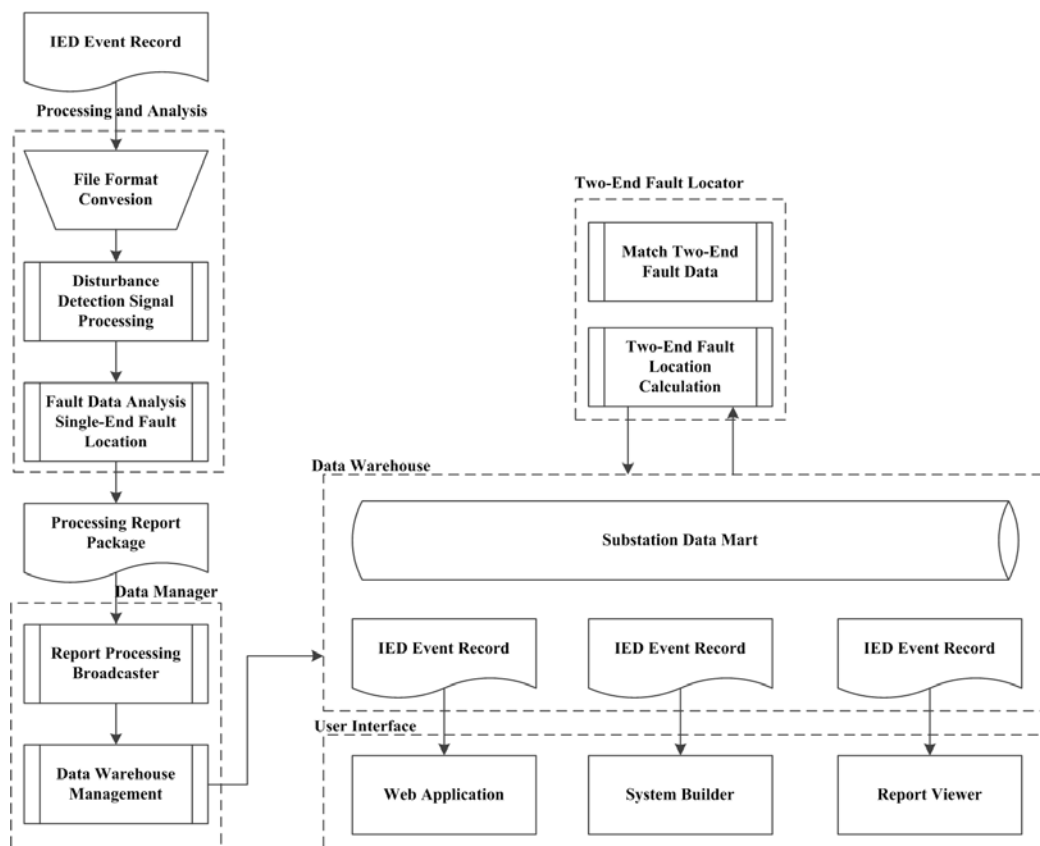 IED Event Record
Processing and Analysis
File Format
Convesion
Disturbance
Detection Signal
Processing
Fault Data Analysis
Single-End Fault
Location
Processing Report
Package
Data Manager
Report Processing
Broadcaster
Data Warehouse
Management
Two-End Fault Locator
Match Two-End
Fault Data
Two-End Fault
Location
Calculation
Data Warehouse
Substation Data Mart
IED Event Record
IED Event Record
IED Event Record
User Interface
Web Application
System Builder
Report Viewer